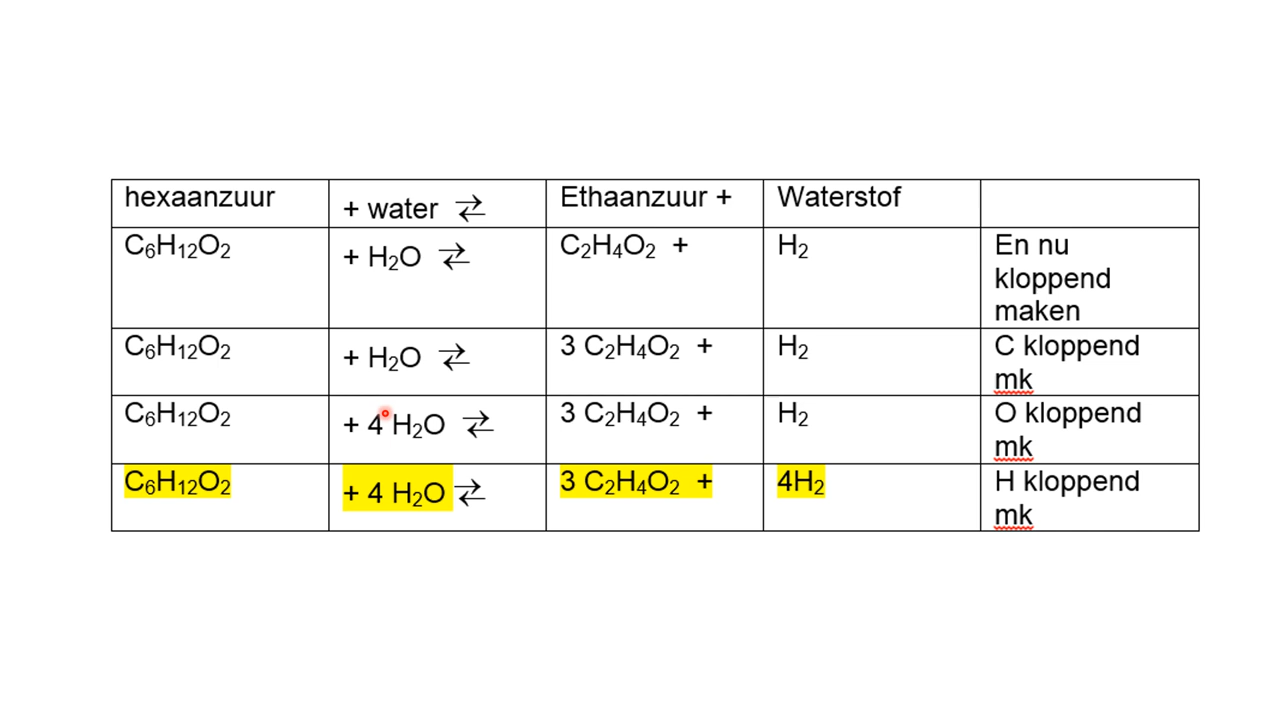 hexaanzuur + water ⇄ Ethaanzuur + Waterstof
C₆H₁₂O₂ + H₂O ⇄ C₂H₄O₂ + H₂ En nu
kloppend
maken
C₆H₁₂O₂ + H₂O ⇄ 3 C₂H₄O₂ + H₂ C kloppend
mk
C₆H₁₂O₂ + 4 H₂O ⇄ 3 C₂H₄O₂ + H₂ O kloppend
mk
C₆H₁₂O₂ + 4 H₂O ⇄ 3 C₂H₄O₂ + 4H₂ H kloppend
mk